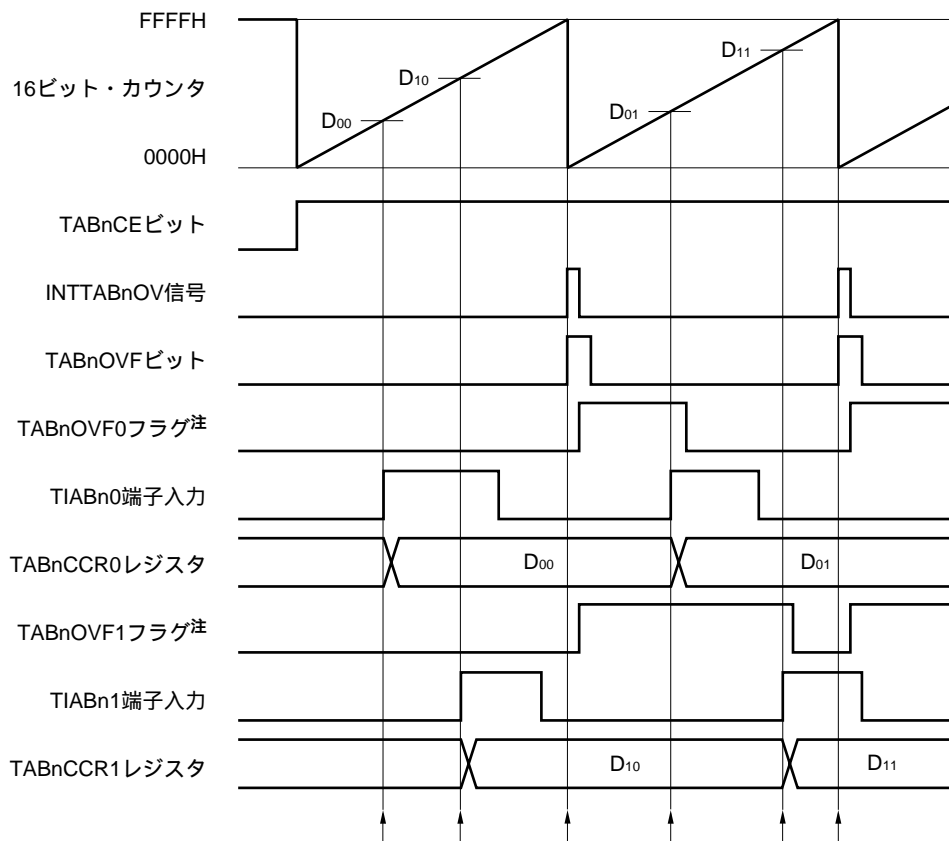 FFFFH
16ビット・カウンタ
0000H
D00
D10
D01
D11
TABnCEビット
INTTABnOV信号
TABnOVFビット
TABnOVF0フラグ注
TIABn0端子入力
TABnCCR0レジスタ
D00
D01
TABnOVF1フラグ注
TIABn1端子入力
TABnCCR1レジスタ
D10
D11